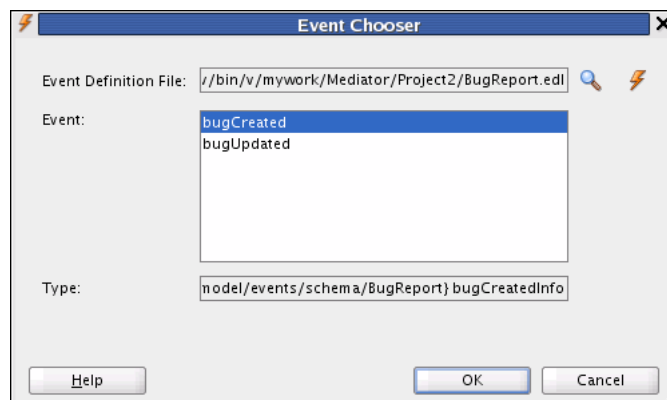 Event Chooser
Event Definition File: //bin/v/mywork/Mediator/Project2/BugReport.edl
Event: bugCreated
bugUpdated
Type: model/events/schema/BugReport} bugCreatedInfo
Help OK Cancel